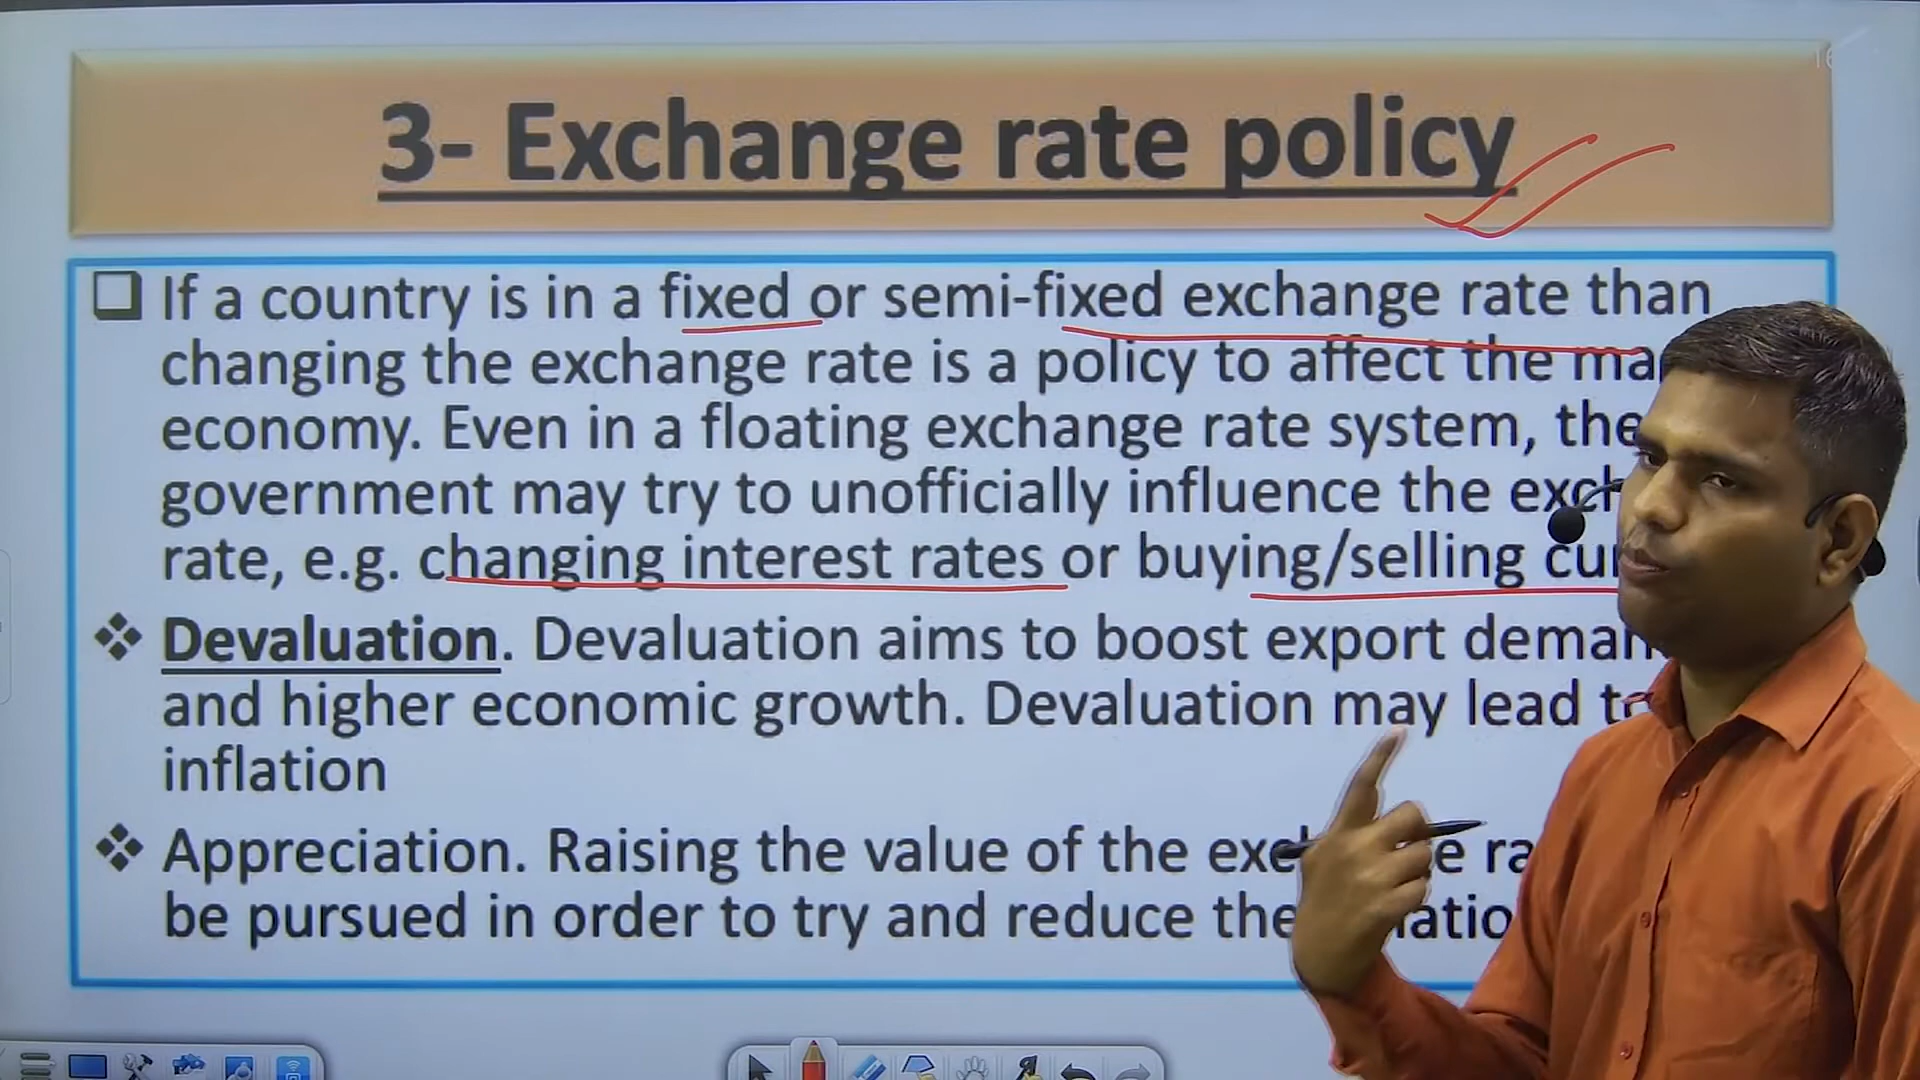 3- Exchange rate policy
If a country is in a fixed or semi-fixed exchange rate than
changing the exchange rate is a policy to affect the
economy. Even in a floating exchange rate system, the
government may try to unofficially influence the
rate, e.g. changing interest rates or buying/selling
Devaluation. Devaluation aims to boost export
and higher economic growth. Devaluation may lead
inflation
Appreciation. Raising the value of the
be pursued in order to try and reduce the